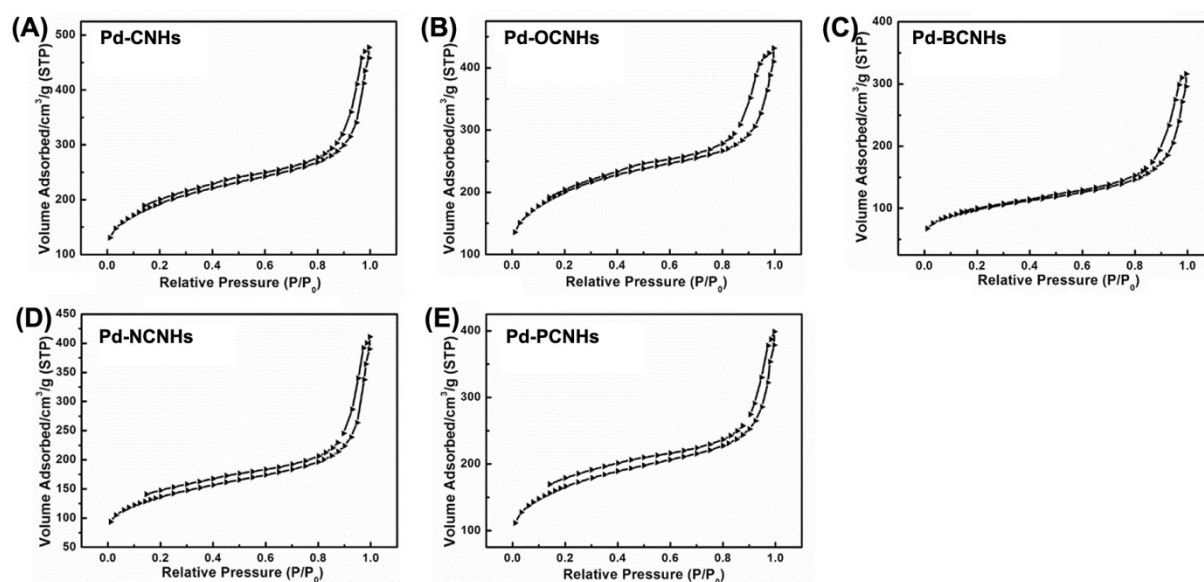 (A)
Pd-CNHs
Volume Adsorbed/cm³/g (STP)
500
400
300
200
100
0.0 0.2 0.4 0.6 0.8 1.0
Relative Pressure (P/P₀)
(B)
Pd-OCNHs
Volume Adsorbed/cm³/g (STP)
400
300
200
100
0.0 0.2 0.4 0.6 0.8 1.0
Relative Pressure (P/P₀)
(C)
Pd-BCNHs
Volume Adsorbed/cm³/g (STP)
400
300
200
100
0.0 0.2 0.4 0.6 0.8 1.0
Relative Pressure (P/P₀)
(D)
Pd-NCNHs
Volume Adsorbed/cm³/g (STP)
450
400
350
300
250
200
150
100
50
0.0 0.2 0.4 0.6 0.8 1.0
Relative Pressure (P/P₀)
(E)
Pd-PCNHs
Volume Adsorbed/cm³/g (STP)
400
300
200
100
0.0 0.2 0.4 0.6 0.8 1.0
Relative Pressure (P/P₀)